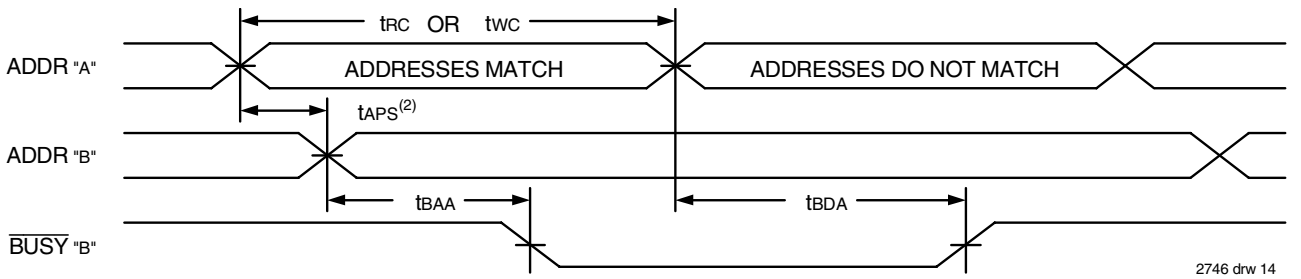 tRC OR tWC
ADDR "A"
ADDRESSES MATCH
ADDRESSES DO NOT MATCH
tAPS(2)
ADDR "B"
tBAA
tBDA
BUSY "B"
2746 drw 14